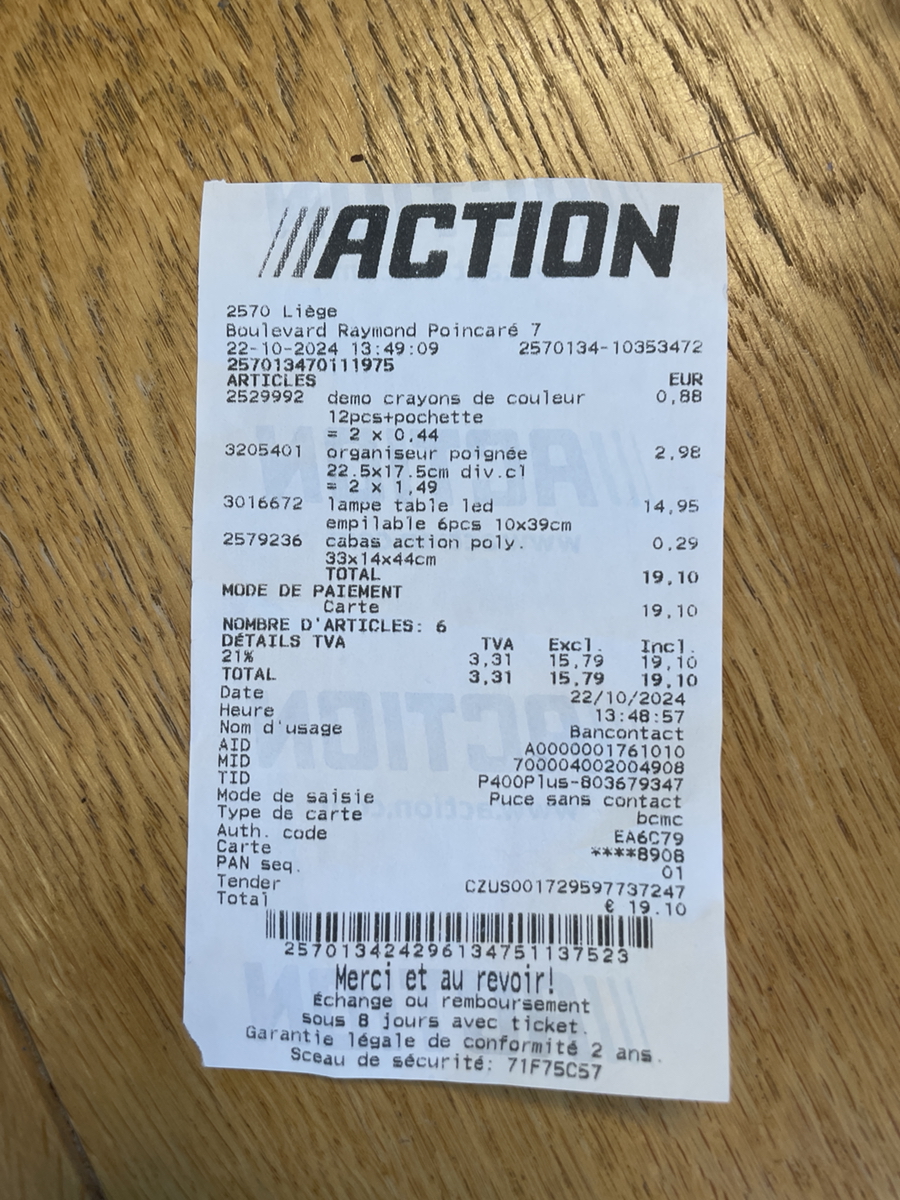 ///ACTION
2570 Liège
Boulevard Raymond Poincaré 7
22-10-2024 13:49:09 2570134-10353472
257013470111975
ARTICLES EUR
2529992 demo crayons de couleur 0,88
12pcs+pochette
= 2 x 0,44
3205401 organiseur poignée 2,98
22.5x17.5cm div.cl
= 2 x 1,49
3016672 lampe table led 14,95
empilable 6pcs 10x39cm
2579236 cabas action poly. 0,29
33x14x44cm
TOTAL 19,10
MODE DE PAIEMENT
Carte 19,10
NOMBRE D'ARTICLES: 6
DÉTAILS TVA TVA Excl. Incl.
21% 3,31 15,79 19,10
TOTAL 3,31 15,79 19,10
Date 22/10/2024
Heure 13:48:57
Nom d'usage Bancontact
AID A0000001761010
MID 700004002004908
TID P400Plus-803679347
Mode de saisie Puce sans contact
Type de carte bcmc
Auth. code EA6C79
Carte ****8908
PAN seq. 01
Tender CZUS001729597737247
Total € 19.10
257013424296134751137523
Merci et au revoir!
Échange ou remboursement
sous 8 jours avec ticket.
Garantie légale de conformité 2 ans.
Sceau de sécurité: 71F75C57